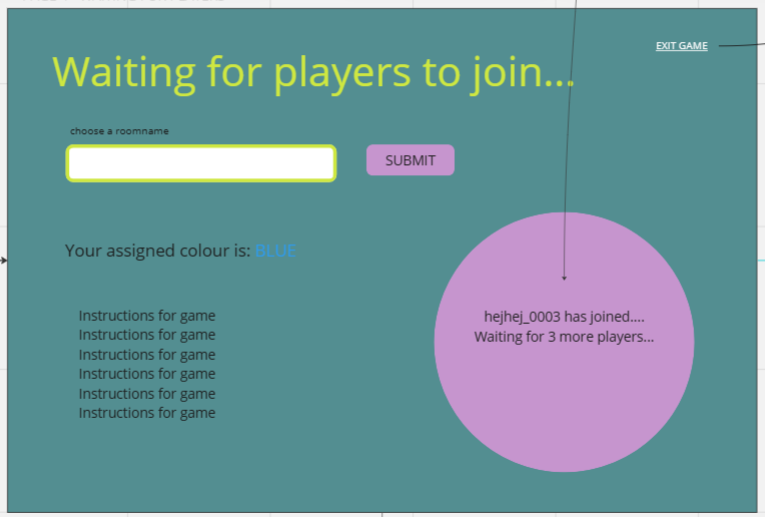 EXIT GAME
Waiting for players to join...
choose a roomname
SUBMIT
Your assigned colour is: BLUE
Instructions for game
Instructions for game
Instructions for game
Instructions for game
Instructions for game
Instructions for game
hejhej_0003 has joined....
Waiting for 3 more players...